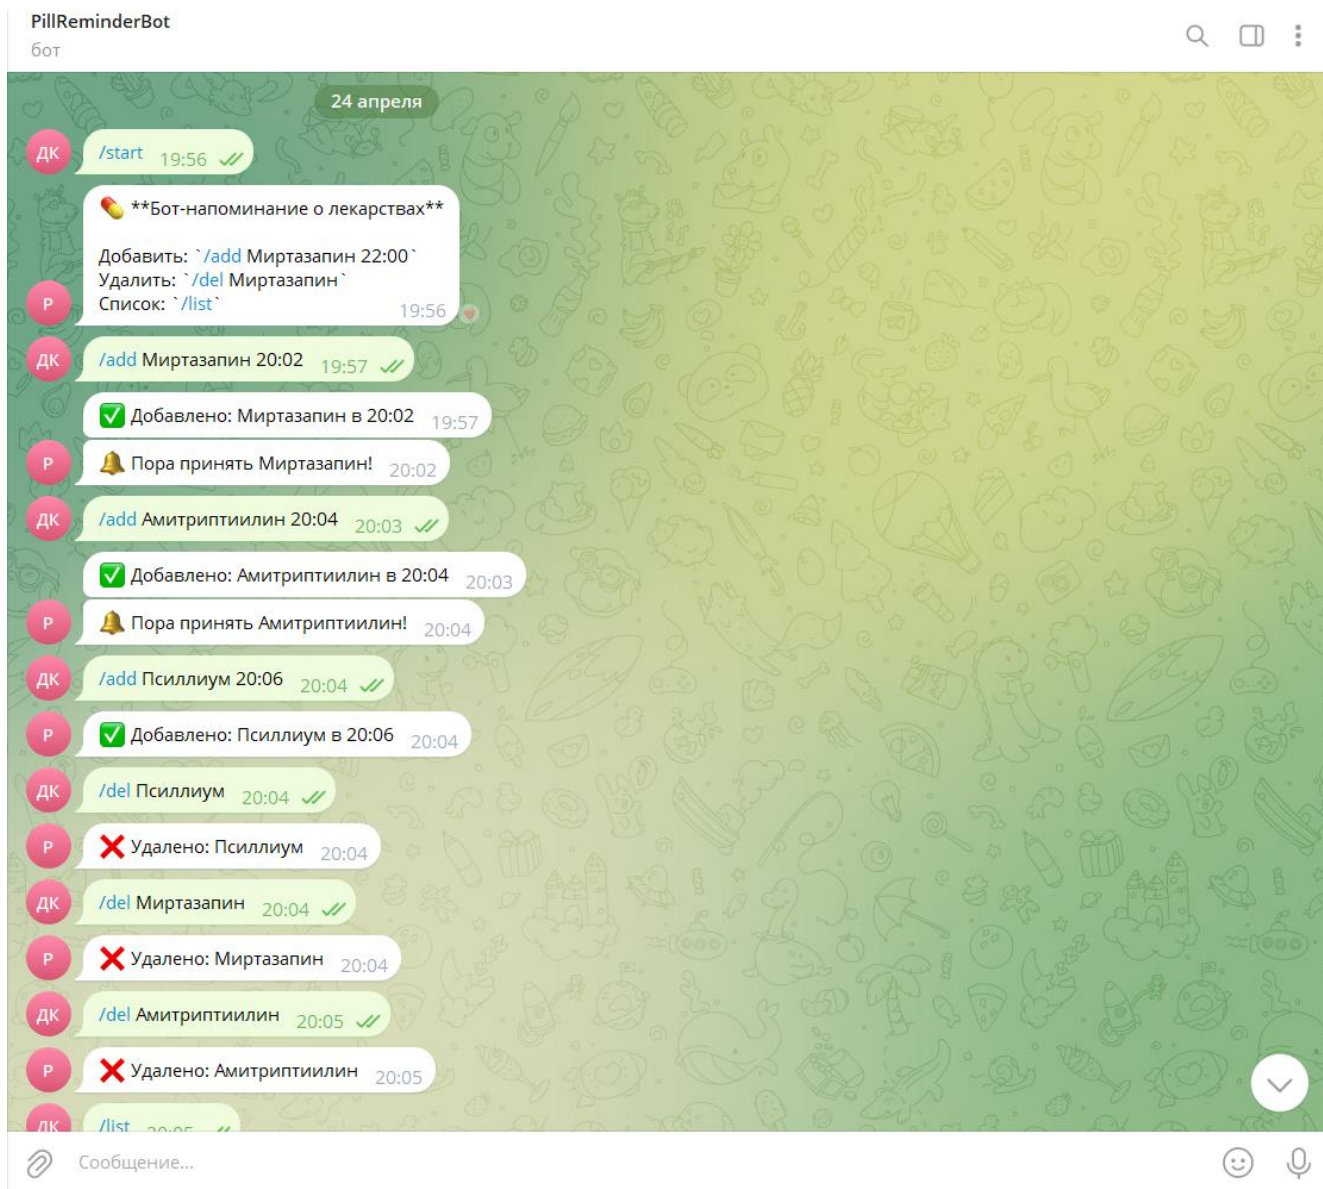 PillReminderBot
бот
24 апреля
ДК
/start 19:56
**Бот-напоминание о лекарствах**
Добавить: `/add Миртазапин 22:00`
Удалить: `/del Миртазапин`
Список: `/list`
19:56
P
ДК
/add Миртазапин 20:02 19:57
Добавлено: Миртазапин в 20:02 19:57
P
Пора принять Миртазапин! 20:02
ДК
/add Амитриптиилин 20:04 20:03
Добавлено: Амитриптиилин в 20:04 20:03
P
Пора принять Амитриптиилин! 20:04
ДК
/add Псиллиум 20:06 20:04
P
Добавлено: Псиллиум в 20:06 20:04
ДК
/del Псиллиум 20:04
P
Удалено: Псиллиум 20:04
ДК
/del Миртазапин 20:04
P
Удалено: Миртазапин 20:04
ДК
/del Амитриптиилин 20:05
P
Удалено: Амитриптиилин 20:05
ДК
/list 20:05
Сообщение...